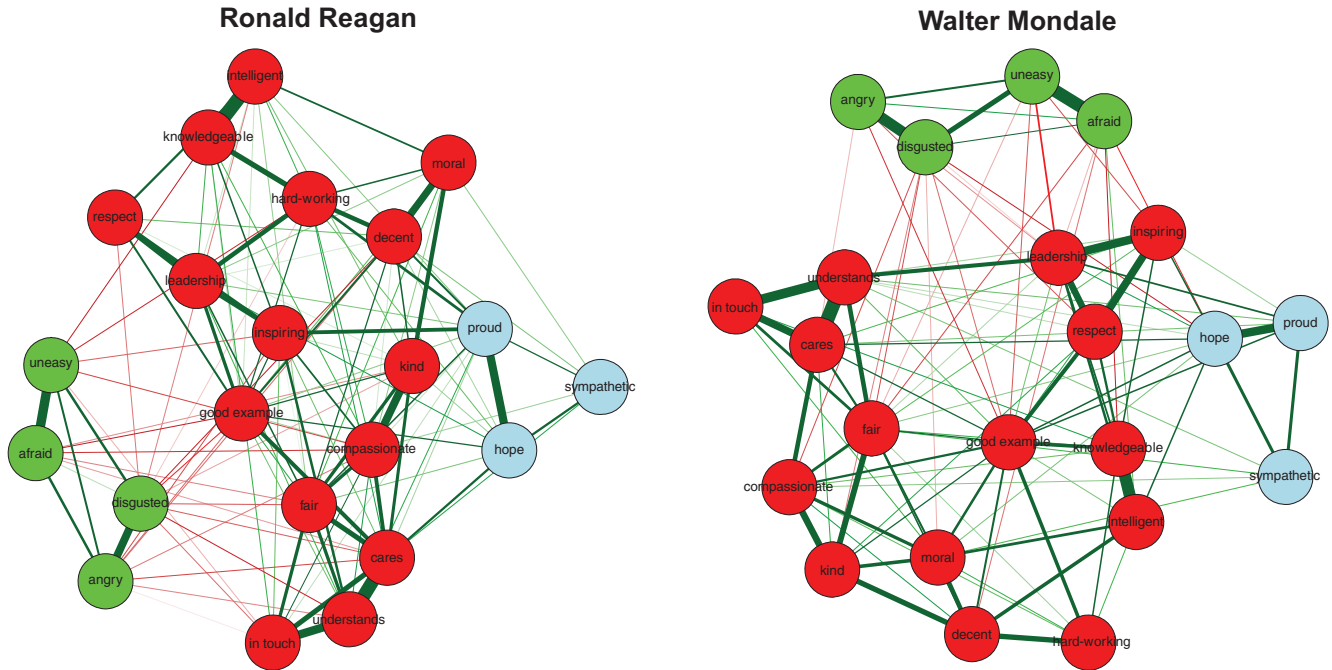 Ronald Reagan
intelligent
knowledgeable
moral
hard-working
respect
decent
leadership
inspiring
proud
uneasy
kind
sympathetic
good example
afraid
compassionate
hope
disgusted
fair
cares
angry
understands
in touch
Walter Mondale
uneasy
angry
afraid
disgusted
inspiring
leadership
understands
in touch
proud
respect
hope
cares
fair
good example
knowledgeable
sympathetic
compassionate
intelligent
moral
kind
decent
hard-working